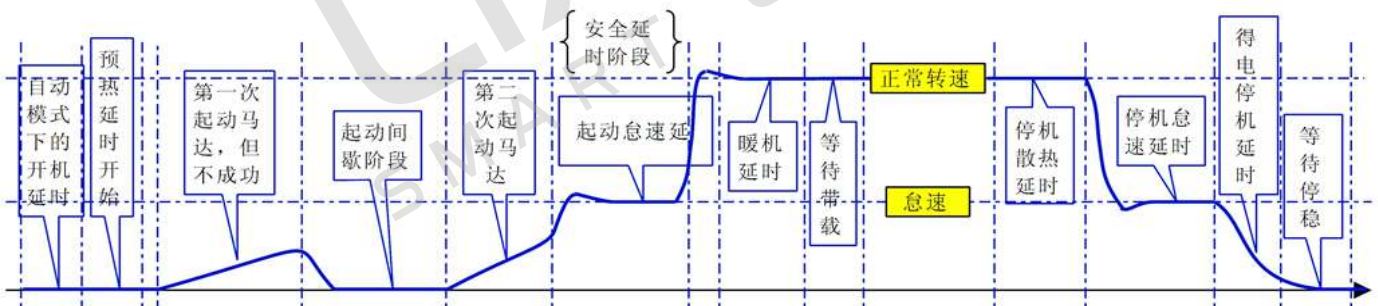 自动
模式
下的
开机
延时
预
热
延
时
开
始
第一次
起动马
达，但
不成功
起动间
歇阶段
第二
次起
动马
达
安全延
时阶段
起动怠速延
暖机
延时
等
待
带
载
正常转速
怠速
停机
散热
延时
停机怠
速延时
得
电
停
机
延
时
等
待
停
稳
SMART